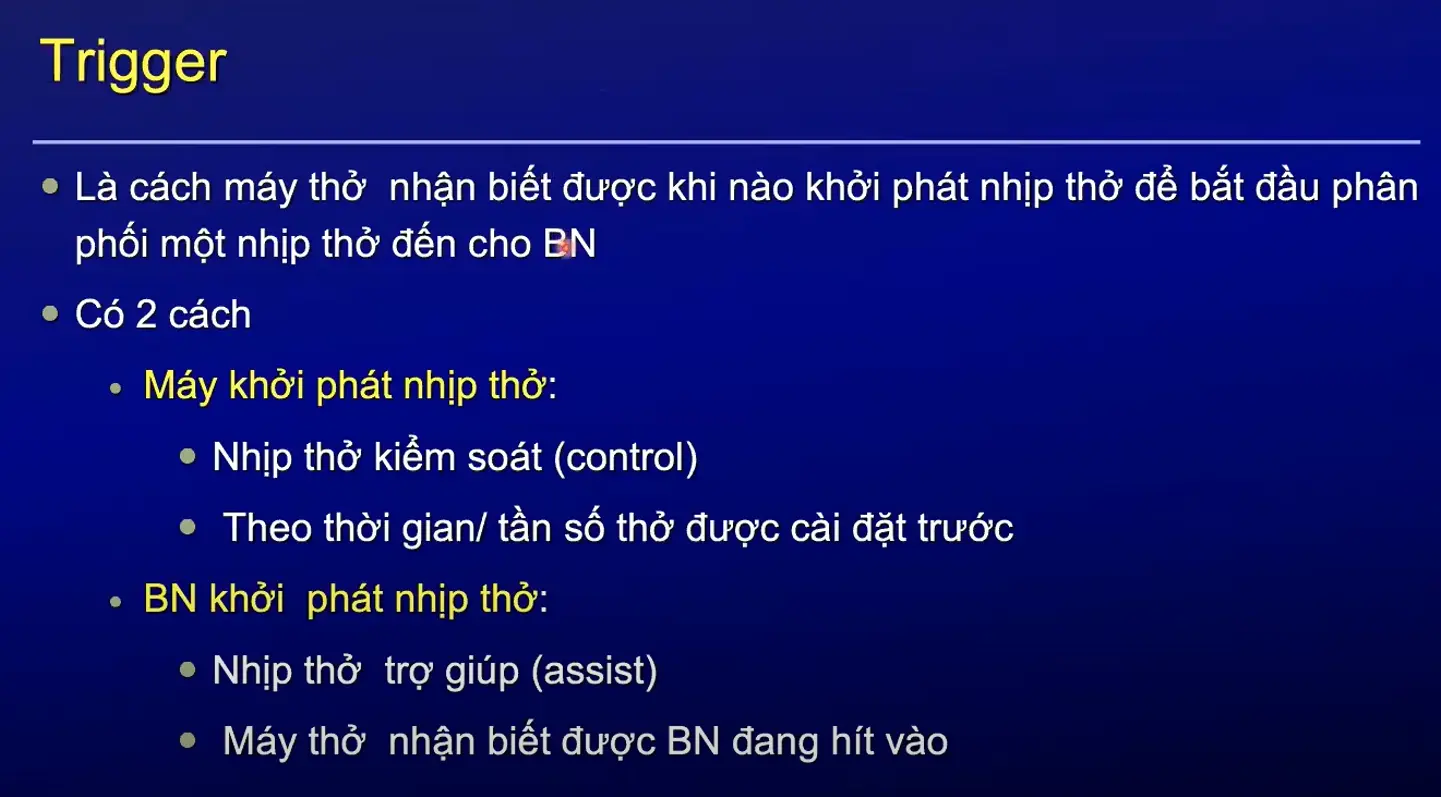 Trigger
Là cách máy thở nhận biết được khi nào khởi phát nhịp thở để bắt đầu phân
phối một nhịp thở đến cho BN
Có 2 cách
Máy khởi phát nhịp thở:
Nhịp thở kiểm soát (control)
Theo thời gian/ tần số thở được cài đặt trước
BN khởi phát nhịp thở:
Nhịp thở trợ giúp (assist)
Máy thở nhận biết được BN đang hít vào